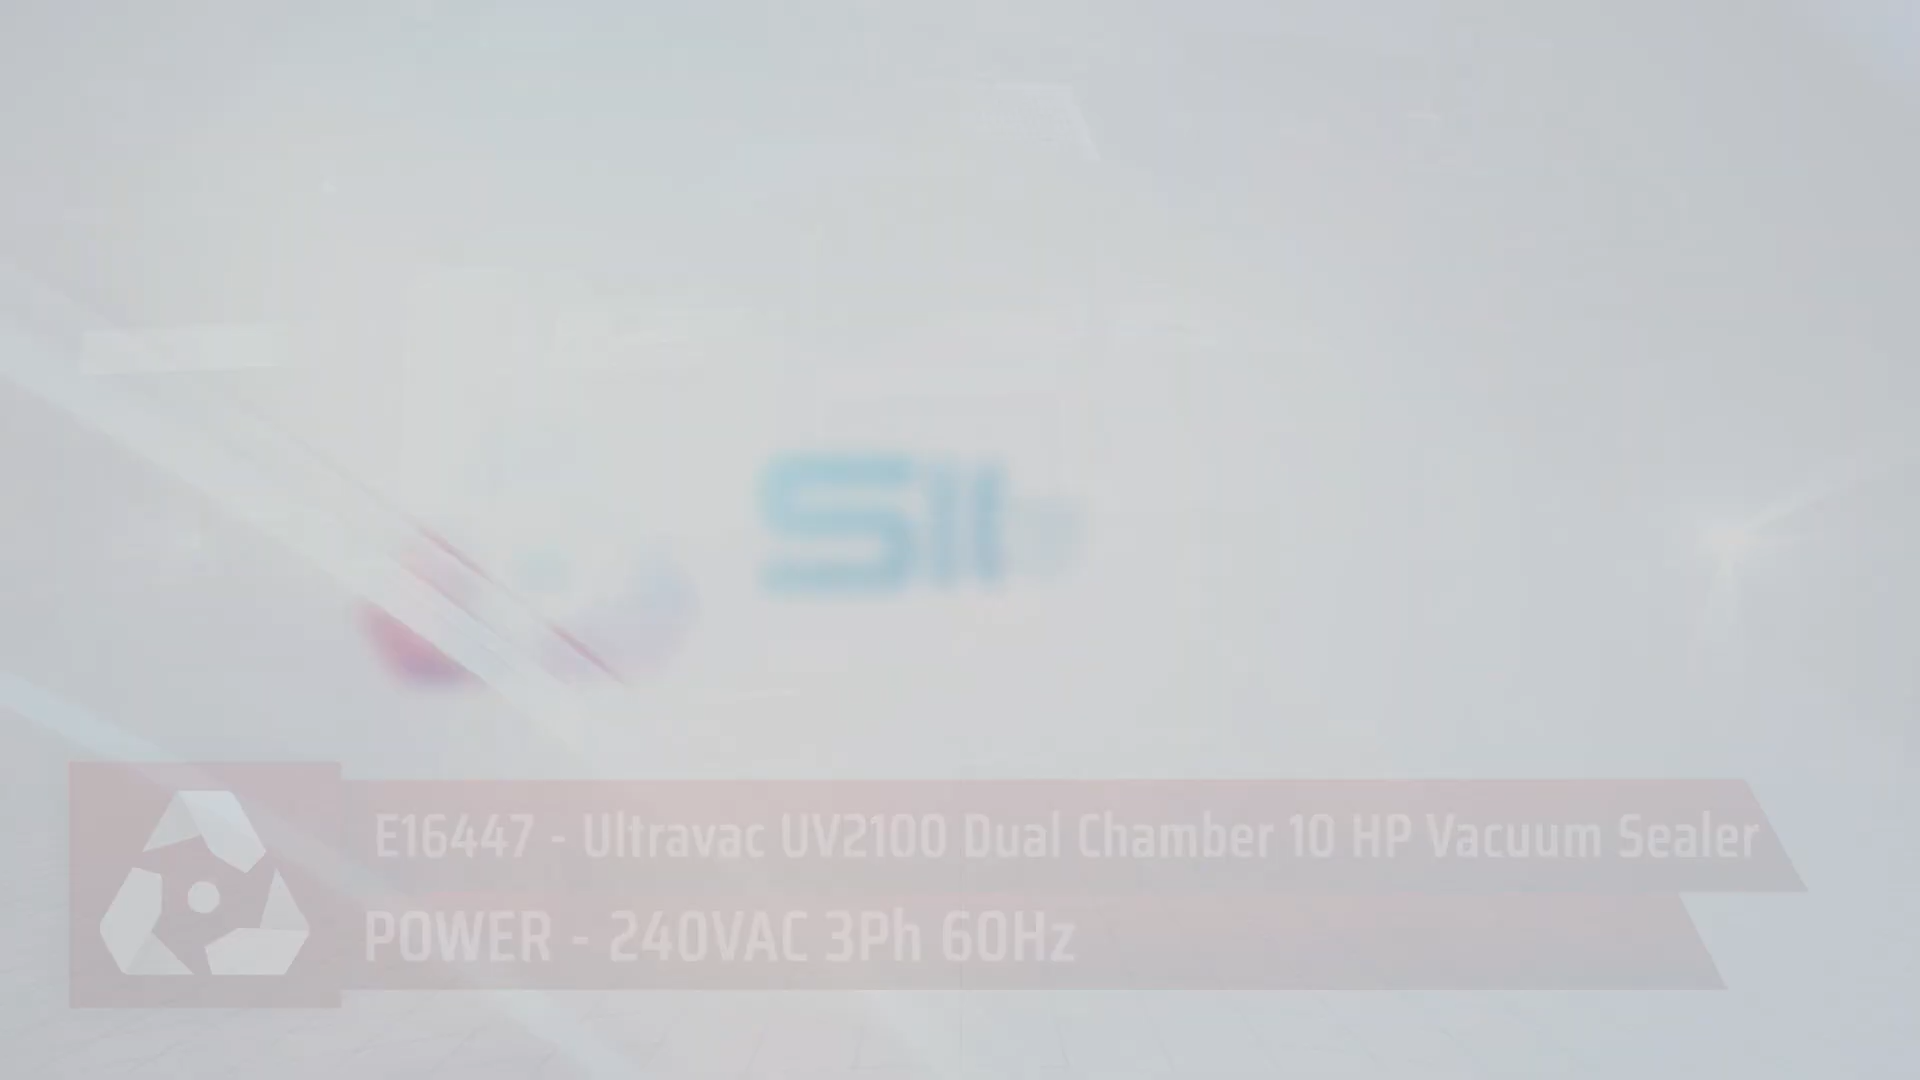 E16447 - Ultravac UV2100 Dual Chamber 10 HP Vacuum Sealer
POWER - 240VAC 3Ph 60Hz